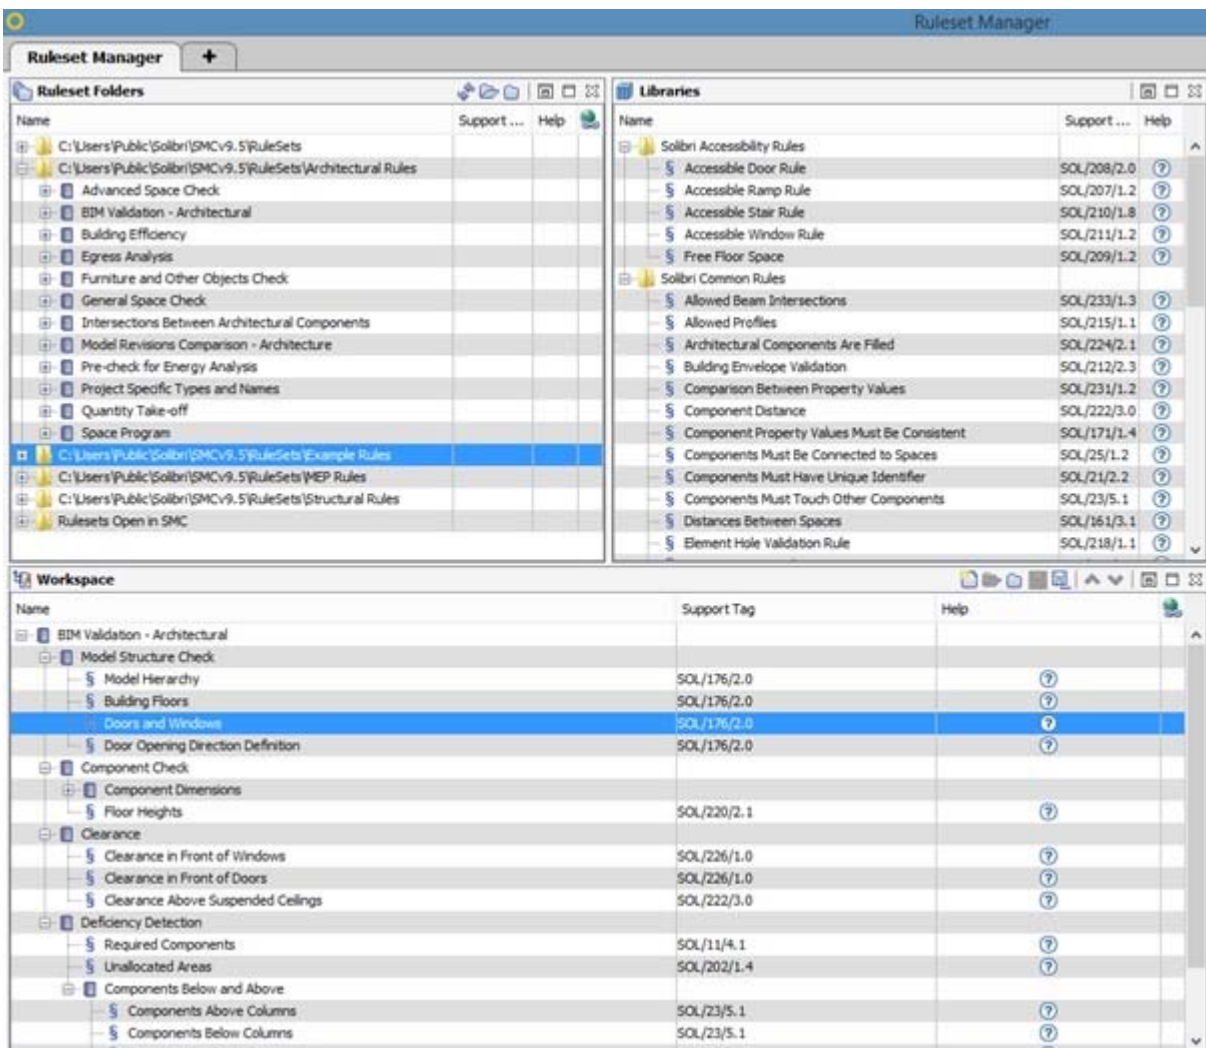 Ruleset Manager
Ruleset Manager +
Ruleset Folders
Name Support ... Help
C:\Users\Public\Solibri\SMCv9.5\RuleSets
C:\Users\Public\Solibri\SMCv9.5\RuleSets\Architectural Rules
Advanced Space Check
BIM Validation - Architectural
Building Efficiency
Egress Analysis
Furniture and Other Objects Check
General Space Check
Intersections Between Architectural Components
Model Revisions Comparison - Architecture
Pre-check for Energy Analysis
Project Specific Types and Names
Quantity Take-off
Space Program
C:\Users\Public\Solibri\SMCv9.5\RuleSets\Example Rules
C:\Users\Public\Solibri\SMCv9.5\RuleSets\MEP Rules
C:\Users\Public\Solibri\SMCv9.5\RuleSets\Structural Rules
Rulesets Open in SMC
Libraries
Name Support ... Help
Solibri Accessibility Rules
§ Accessible Door Rule SOL/208/2.0 ?
§ Accessible Ramp Rule SOL/207/1.2 ?
§ Accessible Stair Rule SOL/210/1.8 ?
§ Accessible Window Rule SOL/211/1.2 ?
§ Free Floor Space SOL/209/1.2 ?
Solibri Common Rules
§ Allowed Beam Intersections SOL/233/1.3 ?
§ Allowed Profiles SOL/215/1.1 ?
§ Architectural Components Are Filled SOL/224/2.1 ?
§ Building Envelope Validation SOL/212/2.3 ?
§ Comparison Between Property Values SOL/231/1.2 ?
§ Component Distance SOL/222/3.0 ?
§ Component Property Values Must Be Consistent SOL/171/1.4 ?
§ Components Must Be Connected to Spaces SOL/25/1.2 ?
§ Components Must Have Unique Identifier SOL/21/2.2 ?
§ Components Must Touch Other Components SOL/23/5.1 ?
§ Distances Between Spaces SOL/161/3.1 ?
§ Element Hole Validation Rule SOL/218/1.1 ?
Workspace
Name Support Tag Help
BIM Validation - Architectural
Model Structure Check
§ Model Hierarchy SOL/176/2.0 ?
§ Building Floors SOL/176/2.0 ?
§ Doors and Windows SOL/176/2.0 ?
§ Door Opening Direction Definition SOL/176/2.0 ?
Component Check
Component Dimensions
§ Floor Heights SOL/220/2.1 ?
Clearance
§ Clearance in Front of Windows SOL/226/1.0 ?
§ Clearance in Front of Doors SOL/226/1.0 ?
§ Clearance Above Suspended Ceilings SOL/222/3.0 ?
Deficiency Detection
§ Required Components SOL/11/4.1 ?
§ Unallocated Areas SOL/202/1.4 ?
Components Below and Above
§ Components Above Columns SOL/23/5.1 ?
§ Components Below Columns SOL/23/5.1 ?